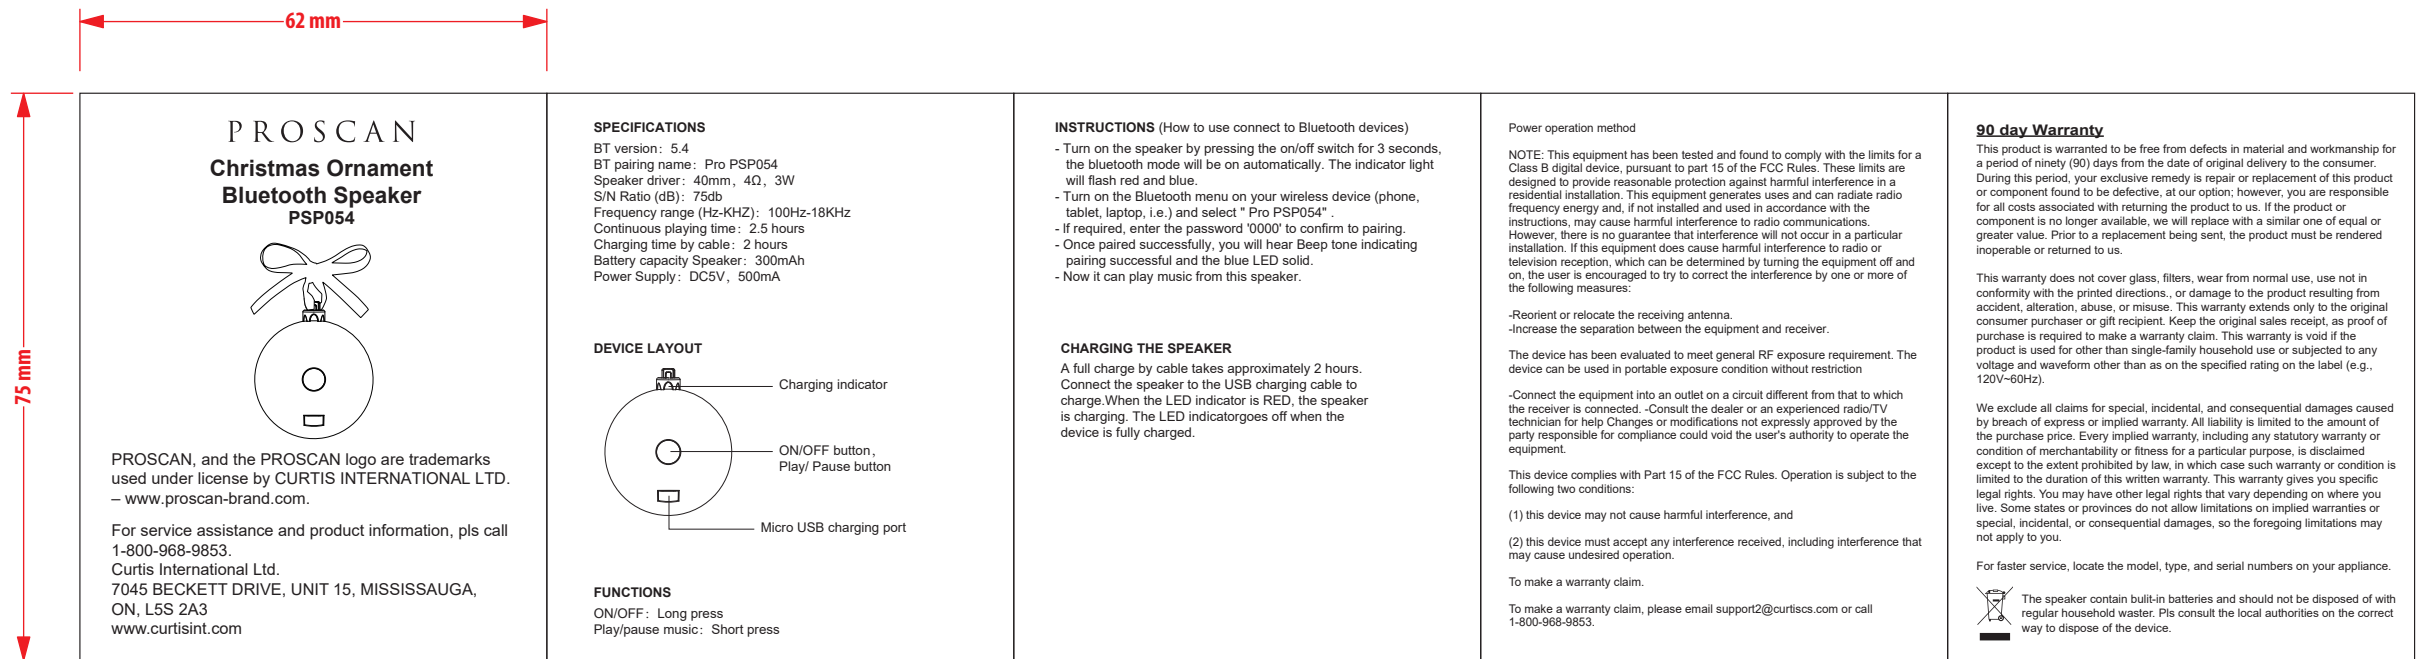 62 mm
75 mm
PROSCAN
Christmas Ornament
Bluetooth Speaker
PSP054
PROSCAN, and the PROSCAN logo are trademarks
used under license by CURTIS INTERNATIONAL LTD.
– www.proscan-brand.com.
For service assistance and product information, pls call
1-800-968-9853.
Curtis International Ltd.
7045 BECKETT DRIVE, UNIT 15, MISSISSAUGA,
ON, L5S 2A3
www.curtisint.com
SPECIFICATIONS
BT version：5.4
BT pairing name：Pro PSP054
Speaker driver：40mm，4Ω，3W
S/N Ratio (dB)：75db
Frequency range (Hz-KHZ)：100Hz-18KHz
Continuous playing time：2.5 hours
Charging time by cable：2 hours
Battery capacity Speaker：300mAh
Power Supply：DC5V，500mA
DEVICE LAYOUT
Charging indicator
ON/OFF button，
Play/ Pause button
Micro USB charging port
FUNCTIONS
ON/OFF：Long press
Play/pause music：Short press
INSTRUCTIONS (How to use connect to Bluetooth devices)
- Turn on the speaker by pressing the on/off switch for 3 seconds,
the bluetooth mode will be on automatically. The indicator light
will flash red and blue.
- Turn on the Bluetooth menu on your wireless device (phone,
tablet, laptop, i.e.) and select " Pro PSP054" .
- If required, enter the password '0000' to confirm to pairing.
- Once paired successfully, you will hear Beep tone indicating
pairing successful and the blue LED solid.
- Now it can play music from this speaker.
CHARGING THE SPEAKER
A full charge by cable takes approximately 2 hours.
Connect the speaker to the USB charging cable to
charge.When the LED indicator is RED, the speaker
is charging. The LED indicatorgoes off when the
device is fully charged.
Power operation method
NOTE: This equipment has been tested and found to comply with the limits for a
Class B digital device, pursuant to part 15 of the FCC Rules. These limits are
designed to provide reasonable protection against harmful interference in a
residential installation. This equipment generates uses and can radiate radio
frequency energy and, if not installed and used in accordance with the
instructions, may cause harmful interference to radio communications.
However, there is no guarantee that interference will not occur in a particular
installation. If this equipment does cause harmful interference to radio or
television reception, which can be determined by turning the equipment off and
on, the user is encouraged to try to correct the interference by one or more of
the following measures:
-Reorient or relocate the receiving antenna.
-Increase the separation between the equipment and receiver.
The device has been evaluated to meet general RF exposure requirement. The
device can be used in portable exposure condition without restriction
-Connect the equipment into an outlet on a circuit different from that to which
the receiver is connected. -Consult the dealer or an experienced radio/TV
technician for help Changes or modifications not expressly approved by the
party responsible for compliance could void the user's authority to operate the
equipment.
This device complies with Part 15 of the FCC Rules. Operation is subject to the
following two conditions:
(1) this device may not cause harmful interference, and
(2) this device must accept any interference received, including interference that
may cause undesired operation.
To make a warranty claim.
To make a warranty claim, please email support2@curtiscs.com or call
1-800-968-9853.
90 day Warranty
This product is warranted to be free from defects in material and workmanship for
a period of ninety (90) days from the date of original delivery to the consumer.
During this period, your exclusive remedy is repair or replacement of this product
or component found to be defective, at our option; however, you are responsible
for all costs associated with returning the product to us. If the product or
component is no longer available, we will replace with a similar one of equal or
greater value. Prior to a replacement being sent, the product must be rendered
inoperable or returned to us.
This warranty does not cover glass, filters, wear from normal use, use not in
conformity with the printed directions., or damage to the product resulting from
accident, alteration, abuse, or misuse. This warranty extends only to the original
consumer purchaser or gift recipient. Keep the original sales receipt, as proof of
purchase is required to make a warranty claim. This warranty is void if the
product is used for other than single-family household use or subjected to any
voltage and waveform other than as on the specified rating on the label (e.g.,
120V~60Hz).
We exclude all claims for special, incidental, and consequential damages caused
by breach of express or implied warranty. All liability is limited to the amount of
the purchase price. Every implied warranty, including any statutory warranty or
condition of merchantability or fitness for a particular purpose, is disclaimed
except to the extent prohibited by law, in which case such warranty or condition is
limited to the duration of this written warranty. This warranty gives you specific
legal rights. You may have other legal rights that vary depending on where you
live. Some states or provinces do not allow limitations on implied warranties or
special, incidental, or consequential damages, so the foregoing limitations may
not apply to you.
For faster service, locate the model, type, and serial numbers on your appliance.
The speaker contain bulit-in batteries and should not be disposed of with
regular household waster. Pls consult the local authorities on the correct
way to dispose of the device.